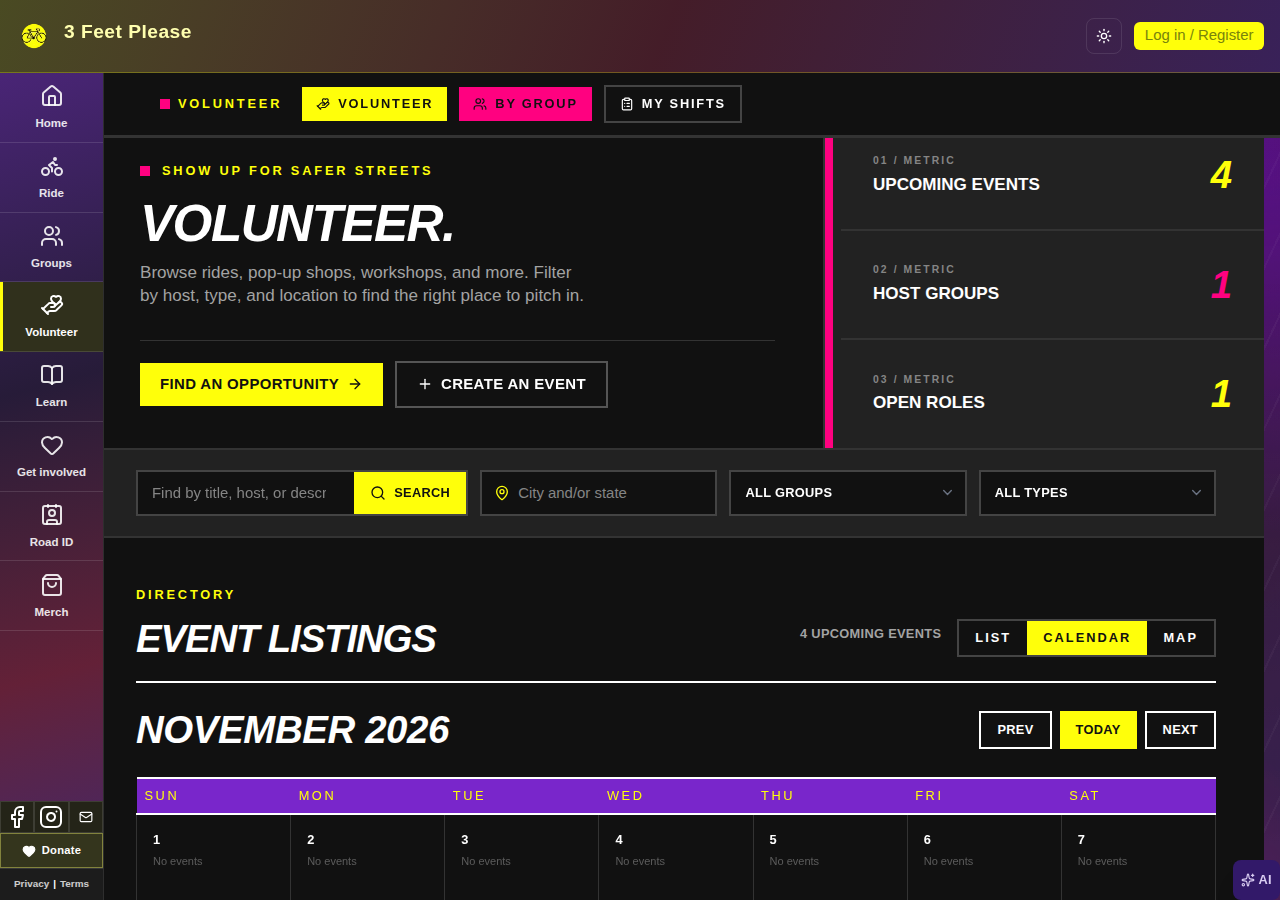 3 Feet Please
Log in / Register
Home
Ride
Groups
Volunteer
Learn
Get involved
Road ID
Merch
Donate
Privacy | Terms
VOLUNTEER
VOLUNTEER
BY GROUP
MY SHIFTS
SHOW UP FOR SAFER STREETS
VOLUNTEER.
Browse rides, pop-up shops, workshops, and more. Filter
by host, type, and location to find the right place to pitch in.
FIND AN OPPORTUNITY
CREATE AN EVENT
01 / METRIC
UPCOMING EVENTS
4
02 / METRIC
HOST GROUPS
1
03 / METRIC
OPEN ROLES
1
Find by title, host, or descr
SEARCH
City and/or state
ALL GROUPS
ALL TYPES
DIRECTORY
EVENT LISTINGS
4 UPCOMING EVENTS
LIST
CALENDAR
MAP
NOVEMBER 2026
PREV
TODAY
NEXT
SUN MON TUE WED THU FRI SAT
1 2 3 4 5 6 7
No events No events No events No events No events No events No events
AI